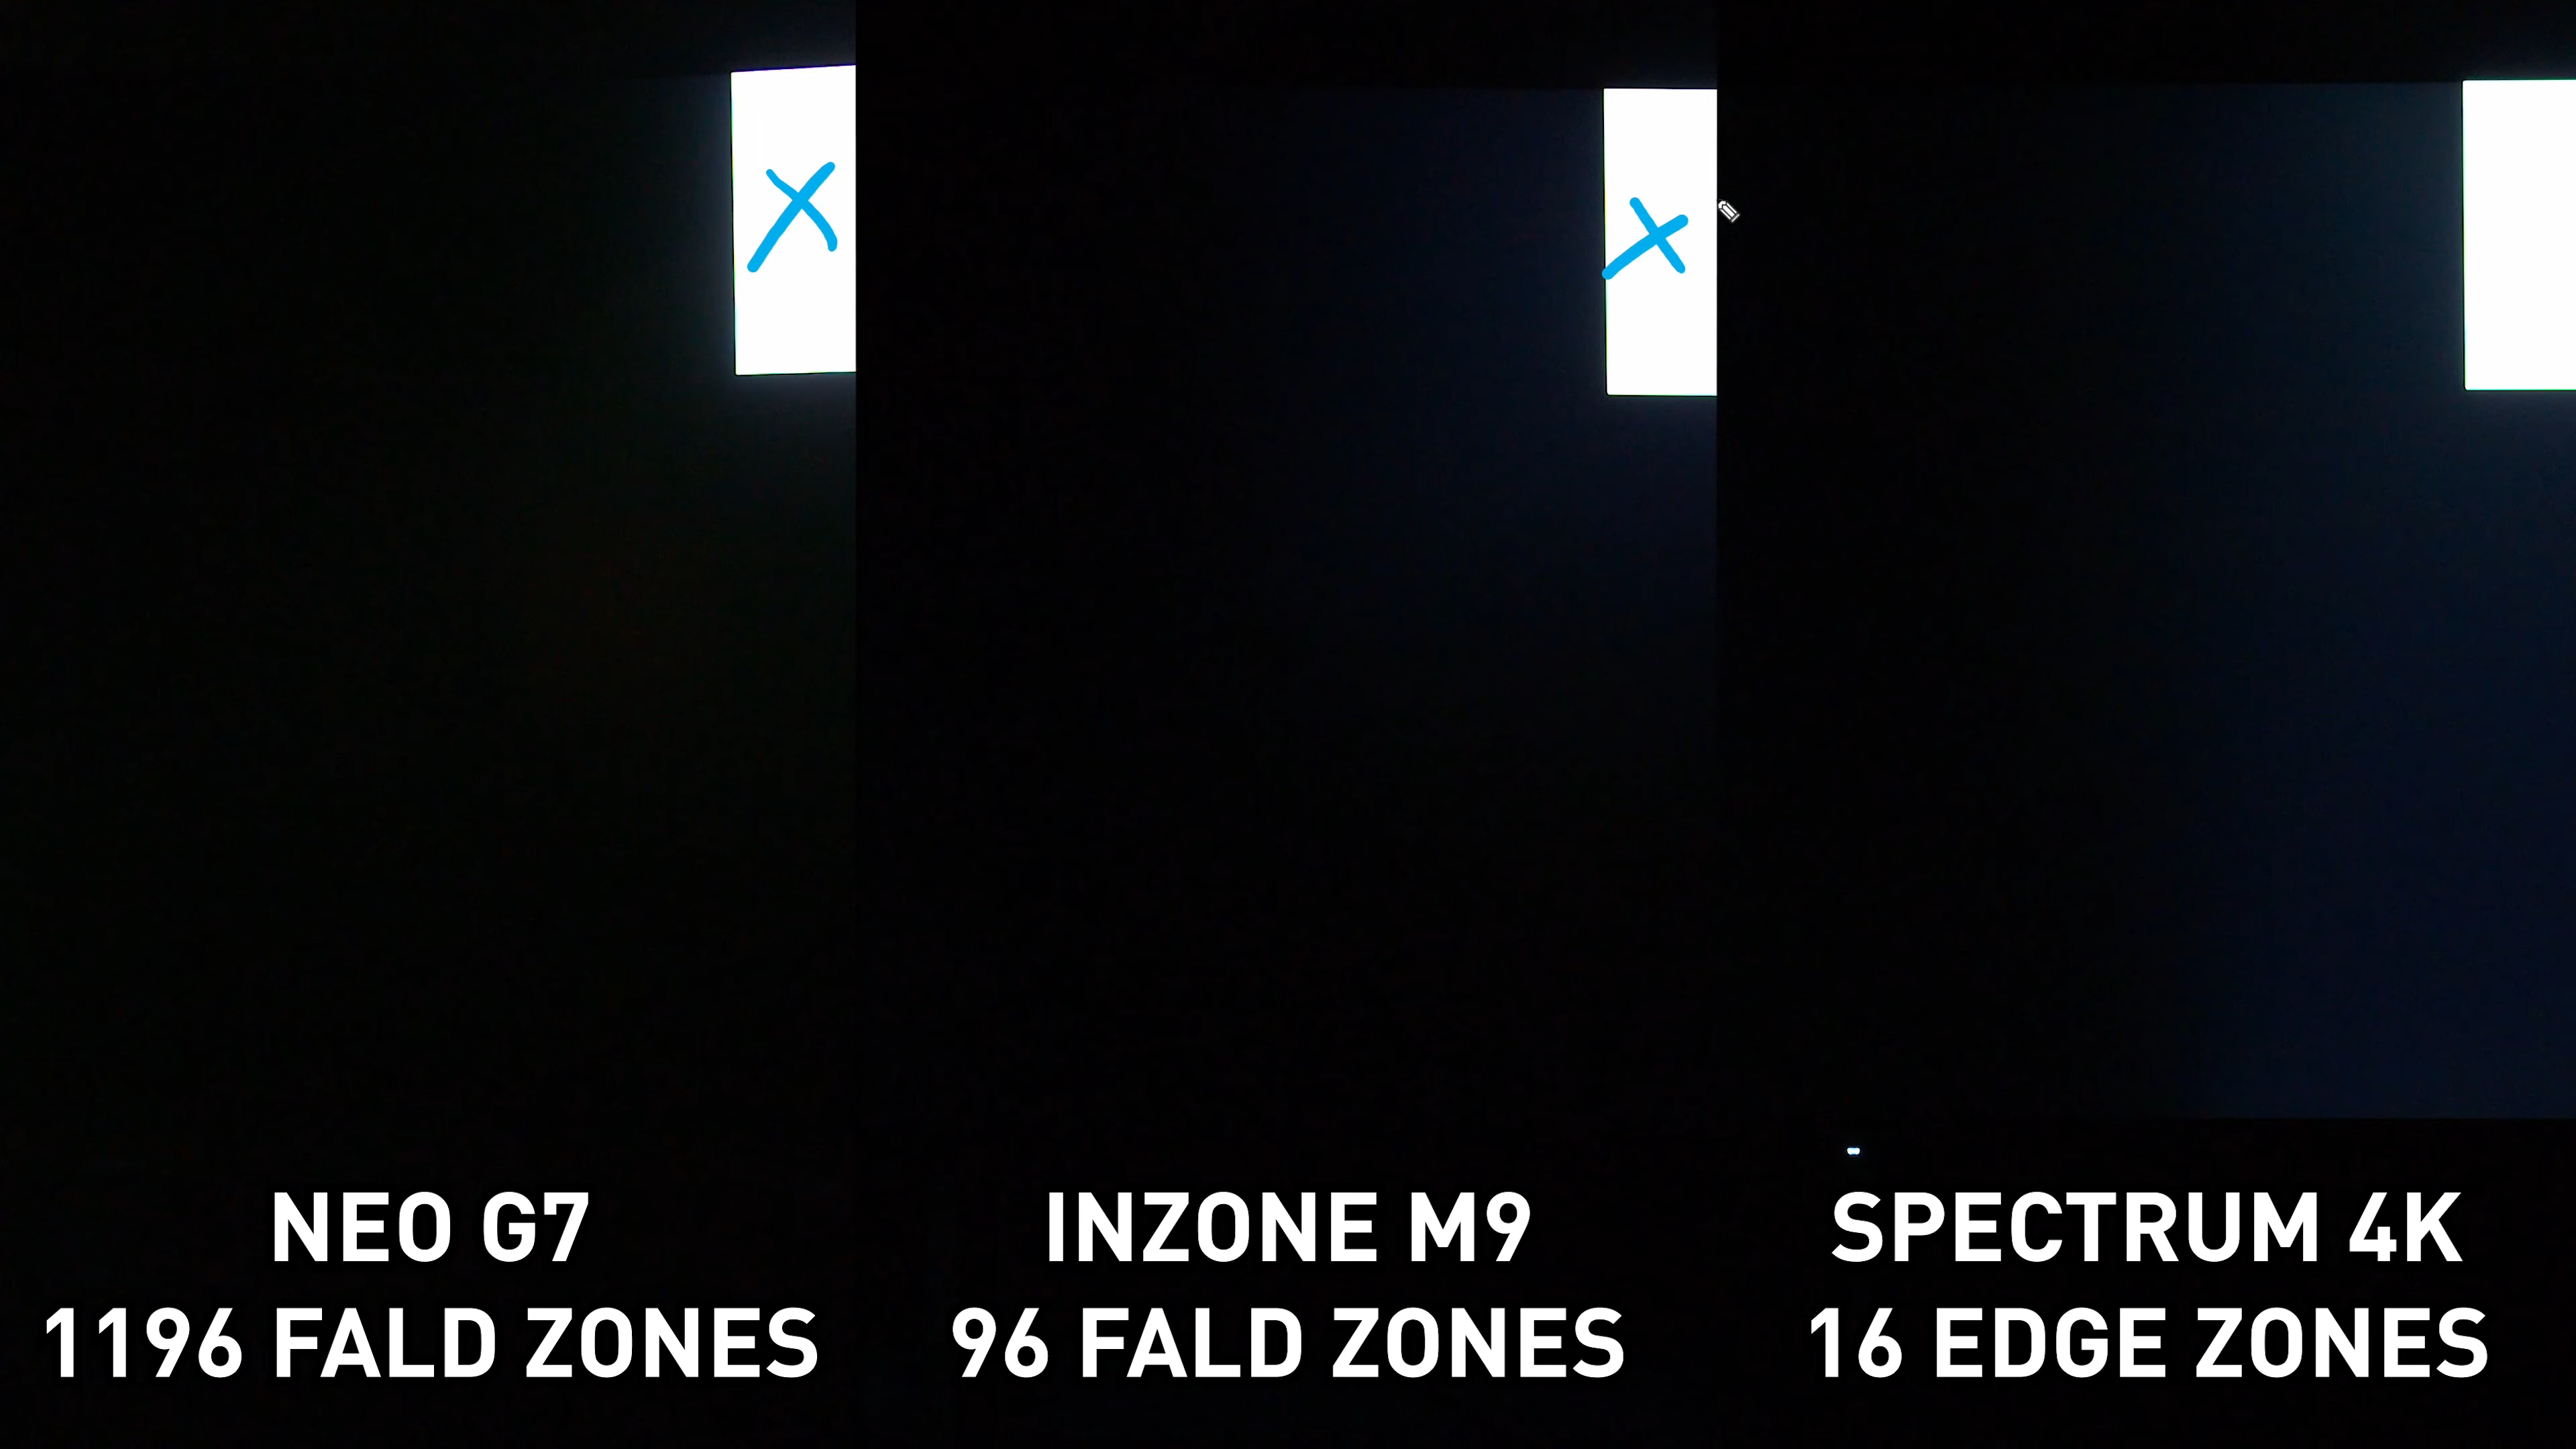 NEO G7
1196 FALD ZONES
INZONE M9
96 FALD ZONES
SPECTRUM 4K
16 EDGE ZONES